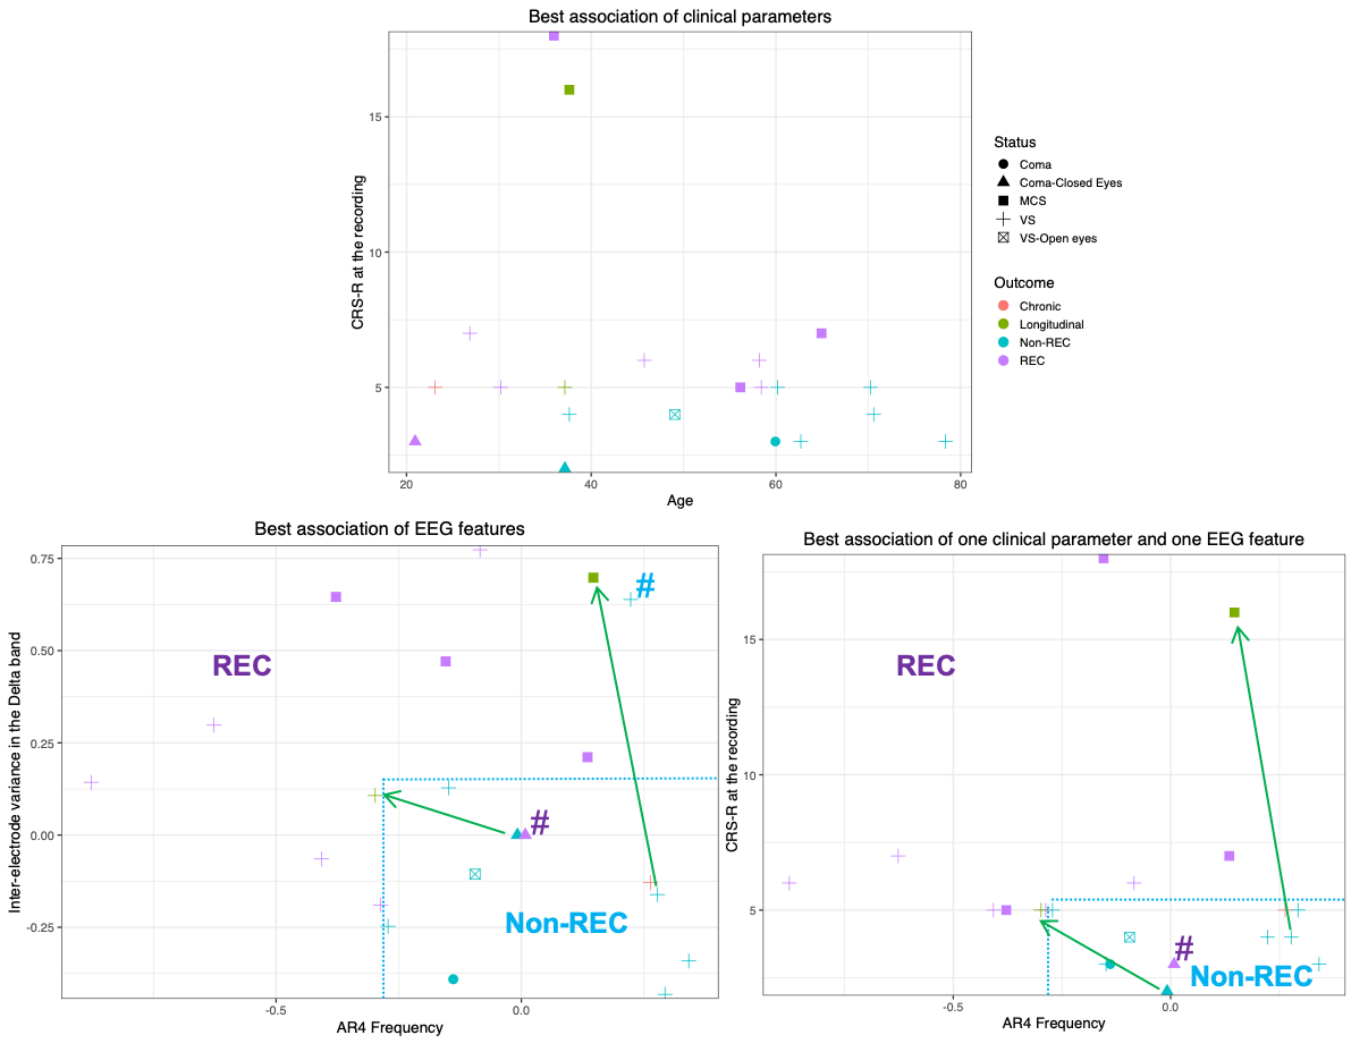 Best association of clinical parameters
CRS-R at the recording
15
10
5
20
40
60
80
Age
Status
Coma
Coma-Closed Eyes
MCS
VS
VS-Open eyes
Outcome
Chronic
Longitudinal
Non-REC
REC
Best association of EEG features
Inter-electrode variance in the Delta band
0.75
0.50
0.25
0.00
-0.25
-0.5
0.0
AR4 Frequency
REC
#
#
Non-REC
Best association of one clinical parameter and one EEG feature
CRS-R at the recording
15
10
5
-0.5
0.0
AR4 Frequency
REC
#
Non-REC